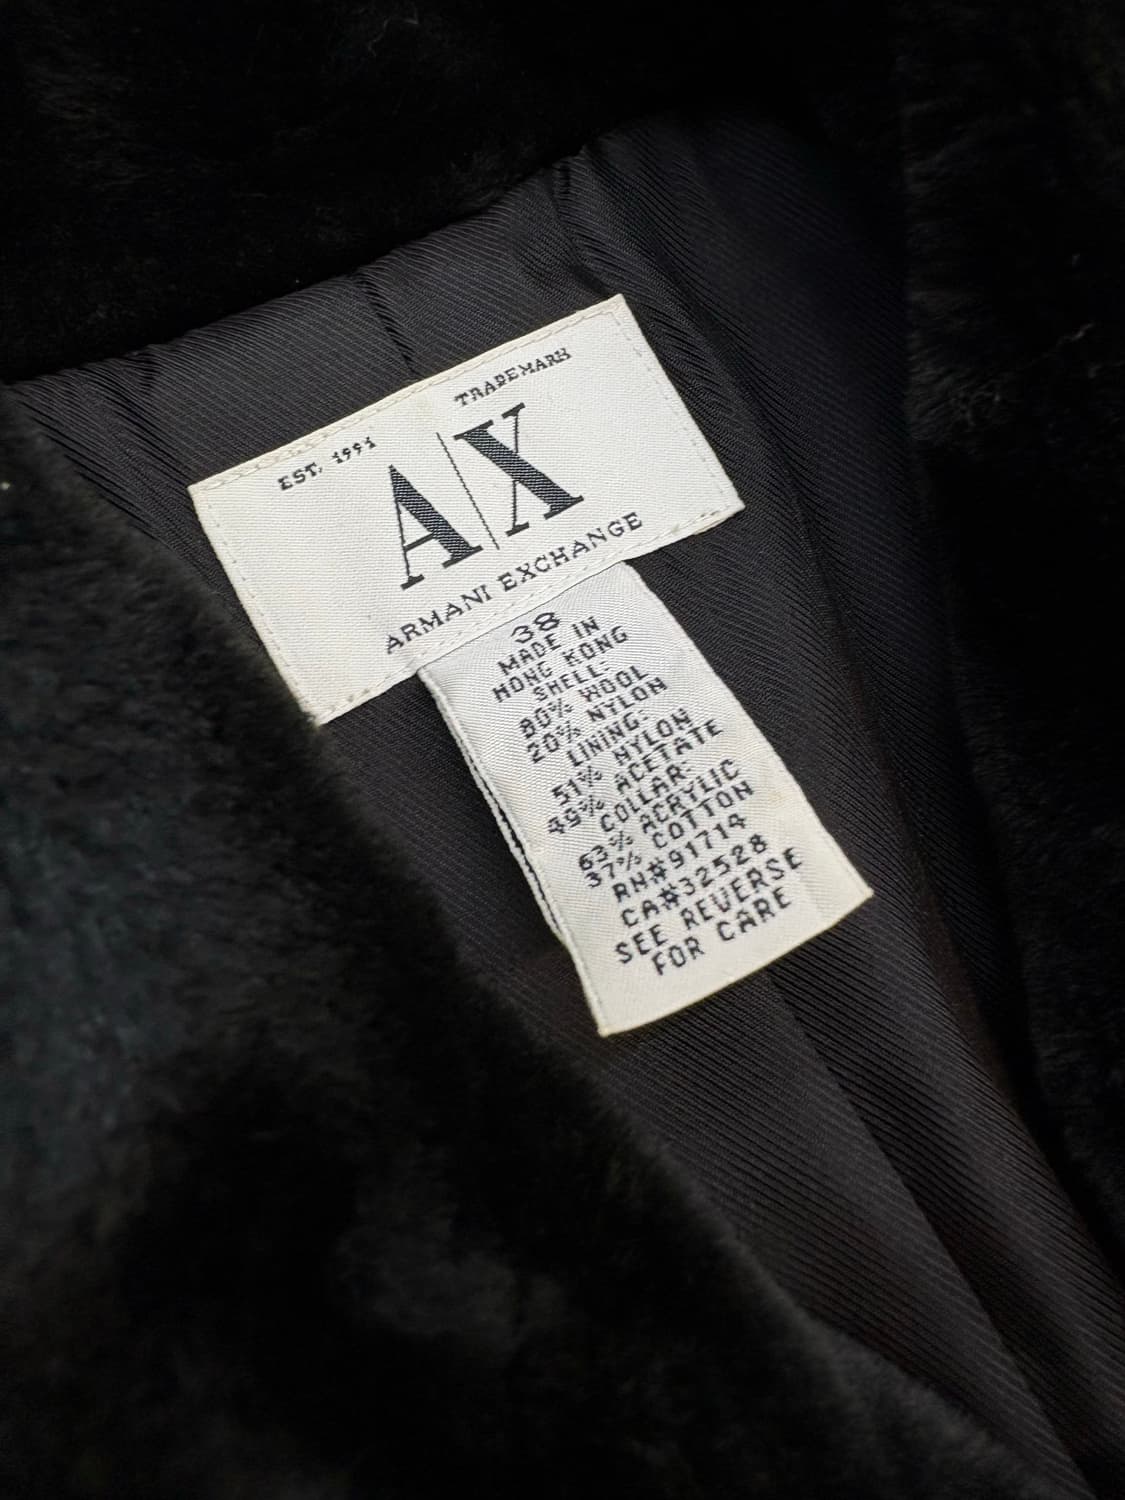 EST. 1991 TRADEMARK
A|X
ARMANI EXCHANGE
38
MADE IN
HONG KONG
SHELL:
80% WOOL
20% NYLON
LINING:
51% NYLON
49% ACETATE
COLLAR:
63% ACRYLIC
37% COTTON
RN#91714
CA#32528
SEE REVERSE
FOR CARE